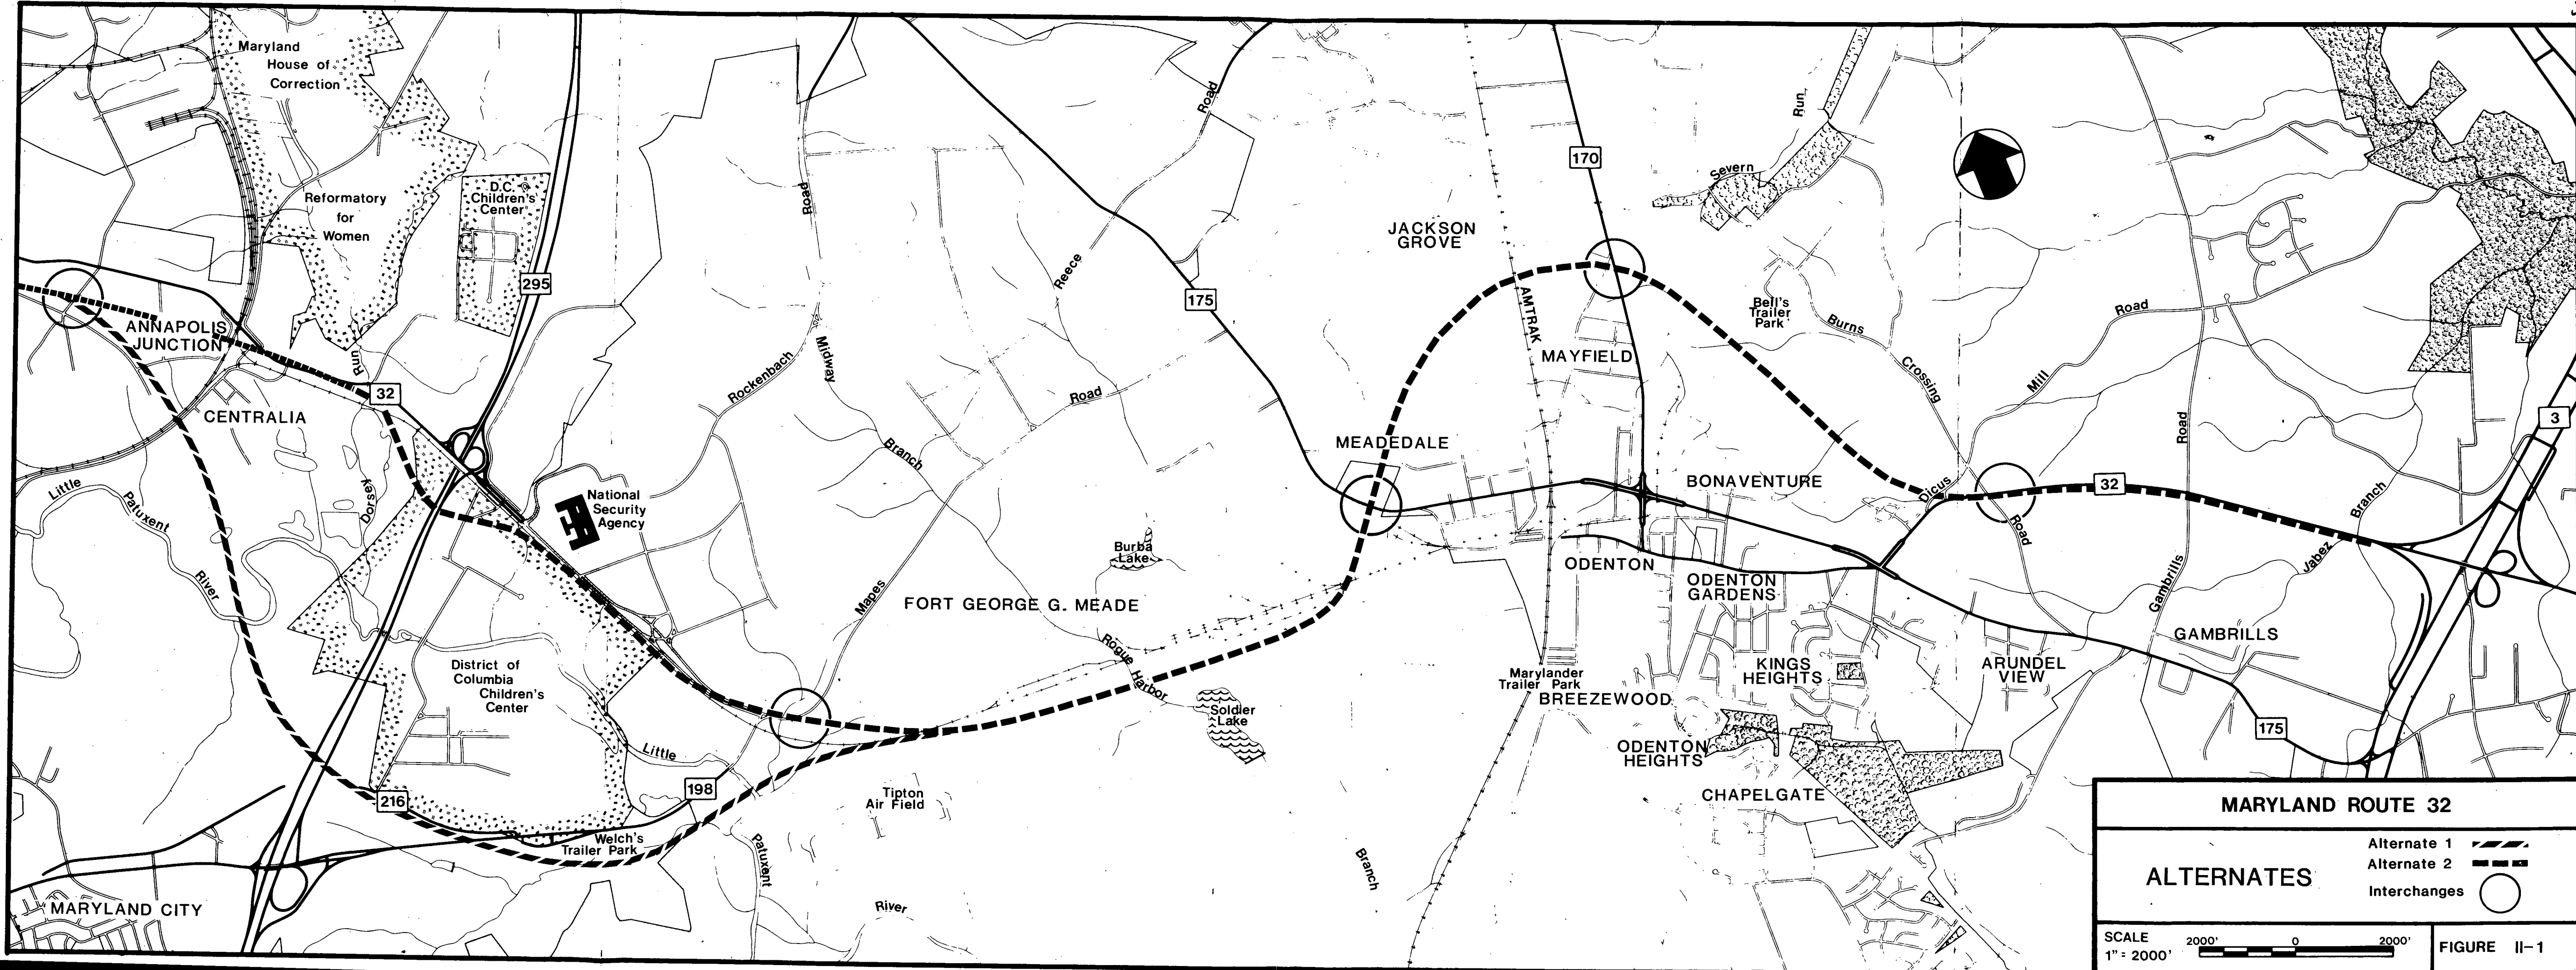 Maryland
House of
Correction
Reformatory
for
Women
D.C.
Children's
Center
295
Road
Road
Reece
175
JACKSON
GROVE
170
Run
Severn
AMTRAK
MAYFIELD
Bell's
Trailer
Park
Burns
Crossing
Road
Mill
Road
3
ANNAPOLIS
JUNCTION
Run
32
CENTRALIA
Rockenbach
Midway
Road
Branch
MEADEDALE
BONAVENTURE
Dicus
Road
32
Branch
Jabez
Little
Patuxent
River
Dorsey
National
Security
Agency
Burba
Lake
Mapes
FORT GEORGE G. MEADE
Rogue
Harbor
Soldier
Lake
ODENTON
ODENTON
GARDENS
Gambrills
GAMBRILLS
KINGS
HEIGHTS
ARUNDEL
VIEW
Marylander
Trailer Park
BREEZEWOOD
175
District of
Columbia
Children's
Center
Little
198
216
Welch's
Trailer Park
Tipton
Air Field
Patuxent
River
Branch
ODENTON
HEIGHTS
CHAPELGATE
MARYLAND CITY
MARYLAND ROUTE 32
ALTERNATES
Alternate 1
Alternate 2
Interchanges
SCALE
1" = 2000'
2000' 0 2000'
FIGURE II-1